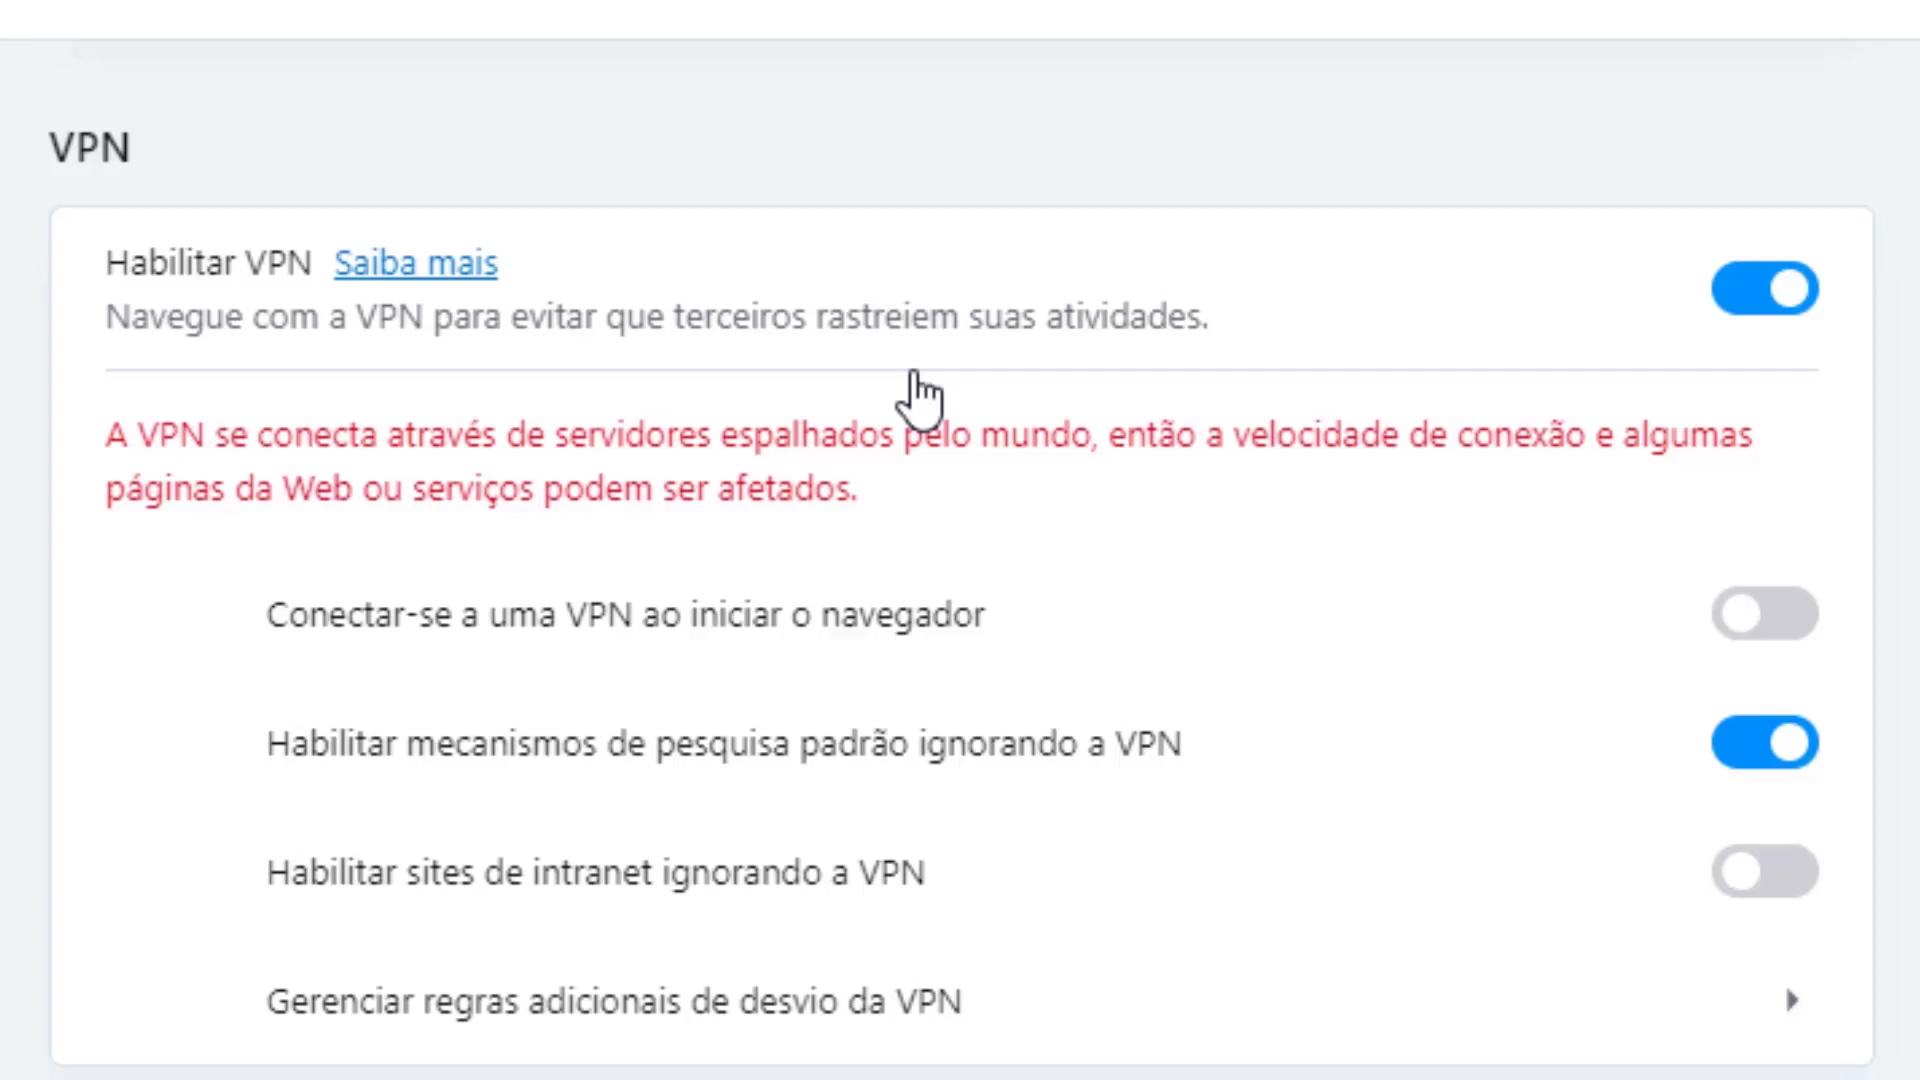 VPN
Habilitar VPN Saiba mais
Navegue com a VPN para evitar que terceiros rastreiem suas atividades.
A VPN se conecta através de servidores espalhados pelo mundo, então a velocidade de conexão e algumas
páginas da Web ou serviços podem ser afetados.
Conectar-se a uma VPN ao iniciar o navegador
Habilitar mecanismos de pesquisa padrão ignorando a VPN
Habilitar sites de intranet ignorando a VPN
Gerenciar regras adicionais de desvio da VPN